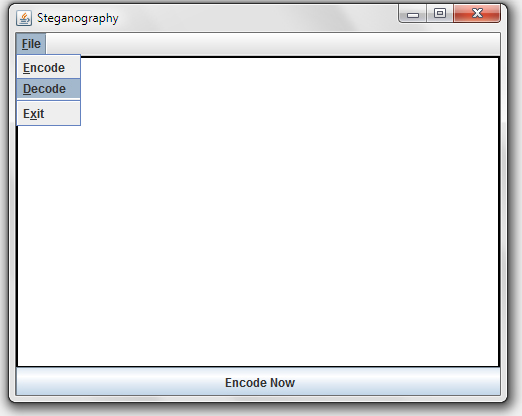 Steganography
File
Encode
Decode
Exit
Encode Now